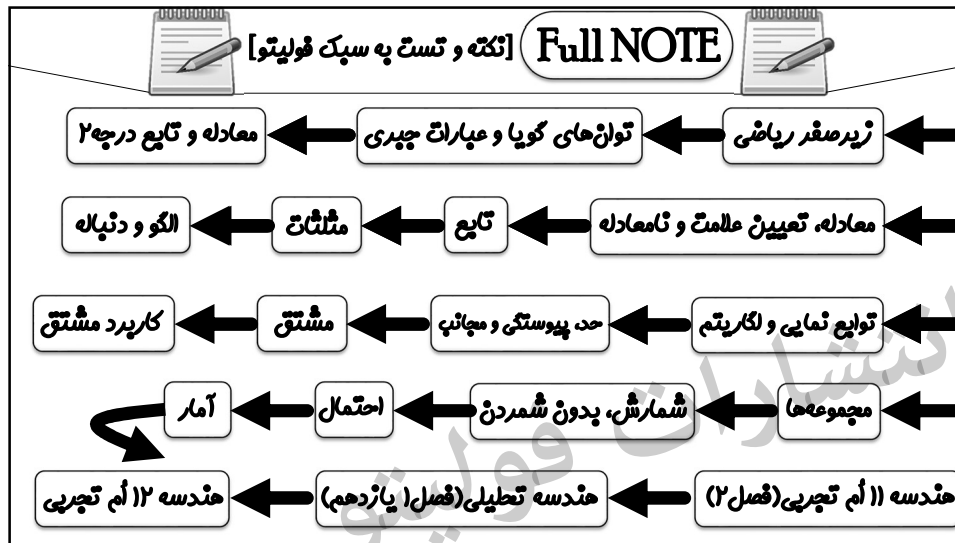 Full NOTE [نکته و تست به سبک فولیتو]
زیرصفر ریاضی توان‌های گویا و عبارات جبری معادله و تابع درجه۲
معادله، تعیین علامت و نامعادله تابع مثلثات الگو و دنباله
توابع نمایی و لگاریتم حد، پیوستگی و مجانب مشتق کاربرد مشتق
مجموعه‌ها شمارش، بدون شمردن احتمال آمار
هندسه ۱۱ اُم تجربی(فصل۲) هندسه تحلیلی(فصل۱ یازدهم) هندسه ۱۲ اُم تجربی
انتشارات فولیتو